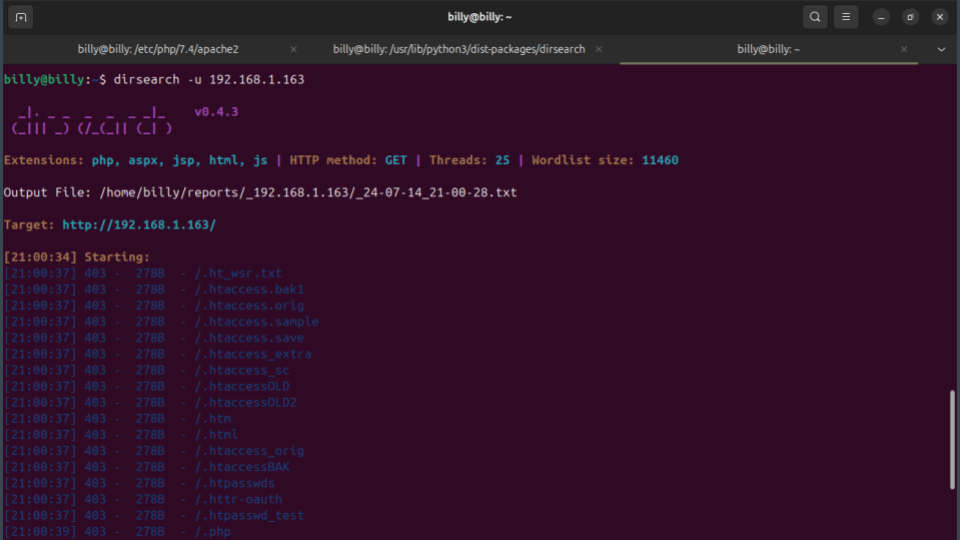 billy@billy: ~
billy@billy: /etc/php/7.4/apache2
billy@billy: /usr/lib/python3/dist-packages/dirsearch
billy@billy: ~
billy@billy:~$ dirsearch -u 192.168.1.163
  _|. _ _  _  _  _ _|_    v0.4.3
 (_||| _) (/_(_|| (_| )
Extensions: php, aspx, jsp, html, js | HTTP method: GET | Threads: 25 | Wordlist size: 11460
Output File: /home/billy/reports/_192.168.1.163/_24-07-14_21-00-28.txt
Target: http://192.168.1.163/
[21:00:34] Starting:
[21:00:37] 403 -  278B  - /.ht_wsr.txt
[21:00:37] 403 -  278B  - /.htaccess.bak1
[21:00:37] 403 -  278B  - /.htaccess.orig
[21:00:37] 403 -  278B  - /.htaccess.sample
[21:00:37] 403 -  278B  - /.htaccess.save
[21:00:37] 403 -  278B  - /.htaccess_extra
[21:00:37] 403 -  278B  - /.htaccess_sc
[21:00:37] 403 -  278B  - /.htaccessOLD
[21:00:37] 403 -  278B  - /.htaccessOLD2
[21:00:37] 403 -  278B  - /.htm
[21:00:37] 403 -  278B  - /.html
[21:00:37] 403 -  278B  - /.htaccess_orig
[21:00:37] 403 -  278B  - /.htaccessBAK
[21:00:37] 403 -  278B  - /.htpasswds
[21:00:37] 403 -  278B  - /.httr-oauth
[21:00:37] 403 -  278B  - /.htpasswd_test
[21:00:39] 403 -  278B  - /.php